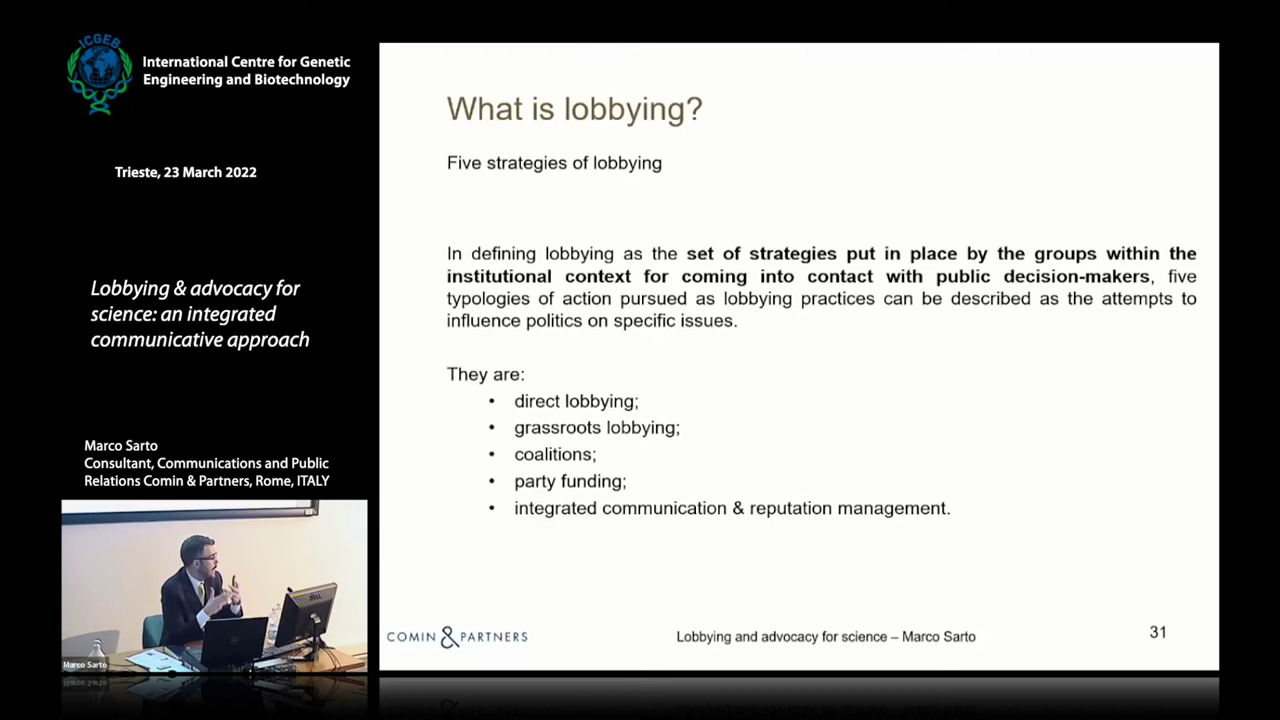 ICGEB
International Centre for Genetic
Engineering and Biotechnology
Trieste, 23 March 2022
Lobbying & advocacy for
science: an integrated
communicative approach
Marco Sarto
Consultant, Communications and Public
Relations Comin & Partners, Rome, ITALY
Marco Sarto
What is lobbying?
Five strategies of lobbying
In defining lobbying as the set of strategies put in place by the groups within the
institutional context for coming into contact with public decision-makers, five
typologies of action pursued as lobbying practices can be described as the attempts to
influence politics on specific issues.
They are:
• direct lobbying;
• grassroots lobbying;
• coalitions;
• party funding;
• integrated communication & reputation management.
COMIN & PARTNERS
Lobbying and advocacy for science – Marco Sarto
31